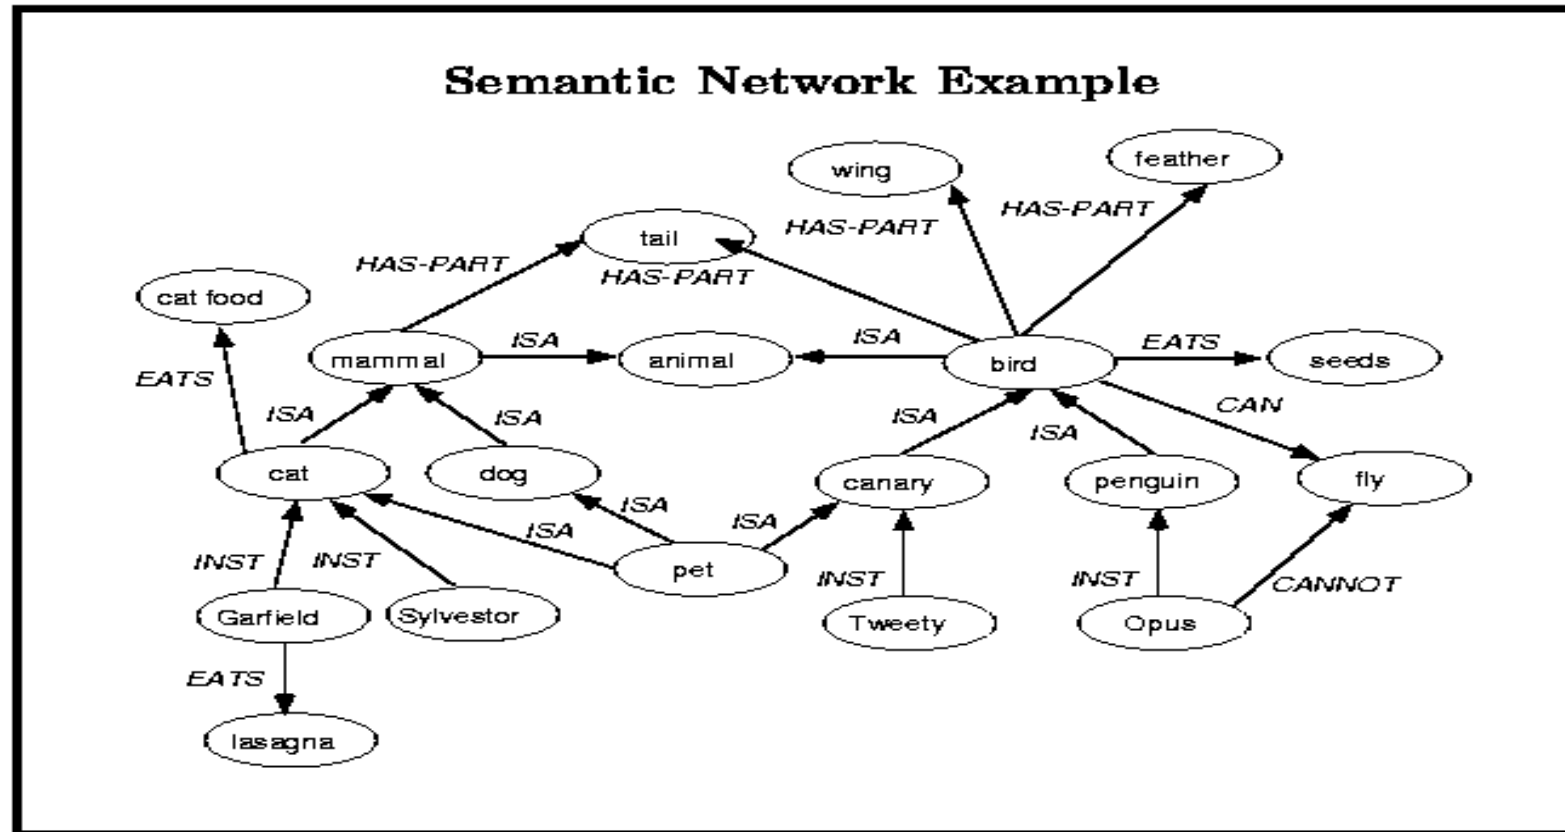 Semantic Network Example
wing
feather
HAS-PART
tail
HAS-PART
HAS-PART
HAS-PART
cat food
mammal
ISA
animal
ISA
bird
EATS
seeds
EATS
ISA
ISA
ISA
ISA
CAN
cat
dog
canary
penguin
fly
ISA
ISA
ISA
INST
INST
pet
INST
INST
CANNOT
Garfield
Sylvestor
Tweety
Opus
EATS
lasagna